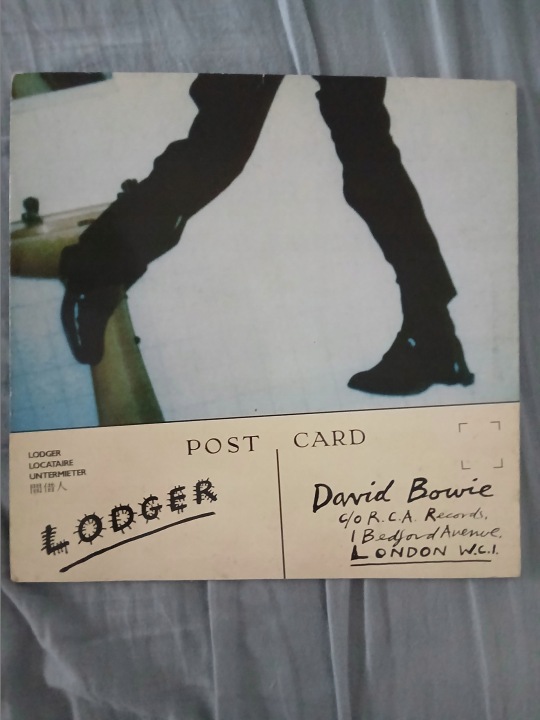 POST CARD
LODGER
LOCATAIRE
UNTERMIETER
間借人
LODGER
David Bowie
c/o R.C.A. Records,
1 Bedford Avenue,
LONDON W.C.1.